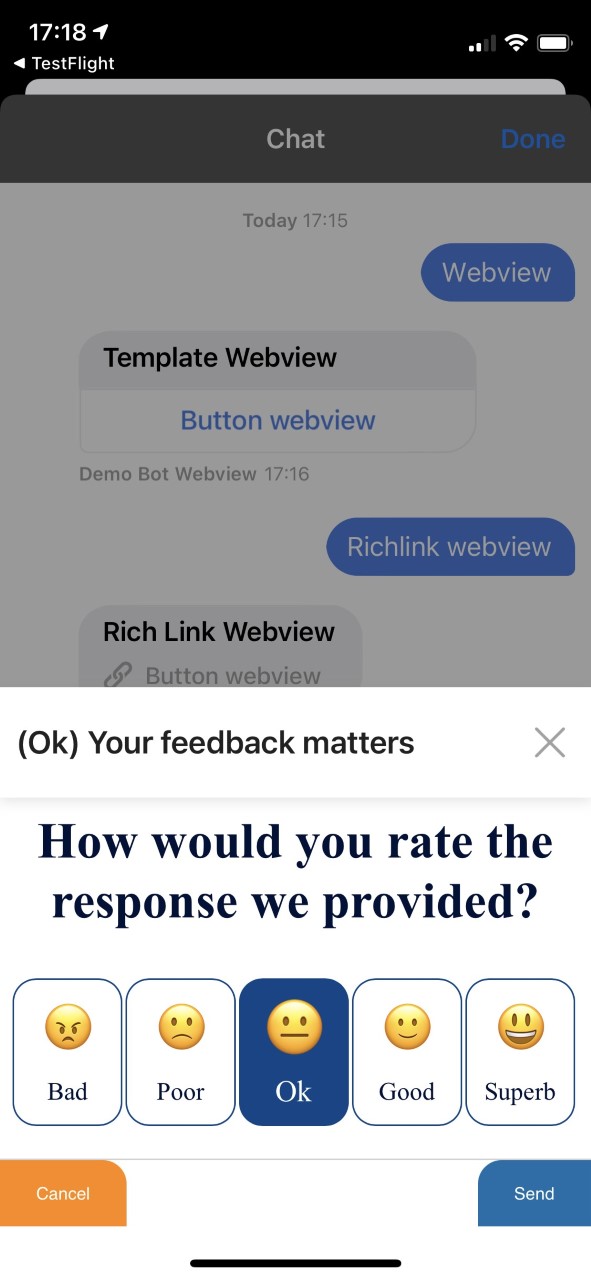 17:18
◀ TestFlight
Chat
Done
Today 17:15
Webview
Template Webview
Button webview
Demo Bot Webview 17:16
Richlink webview
Rich Link Webview
Button webview
(Ok) Your feedback matters
How would you rate the
response we provided?
Bad
Poor
Ok
Good
Superb
Cancel
Send